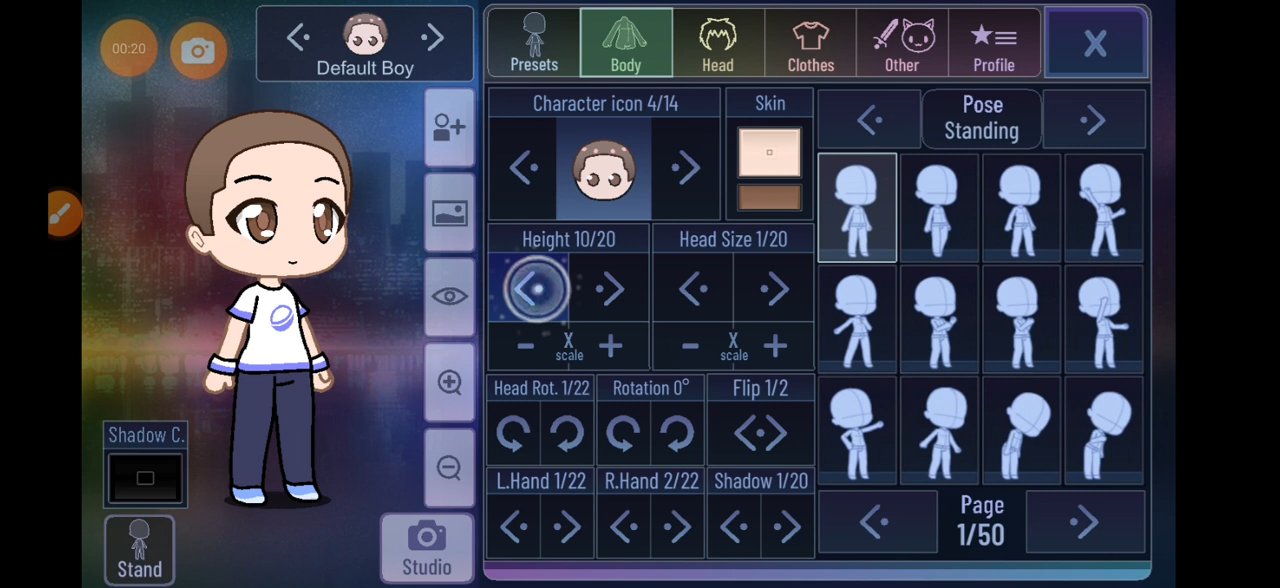 00:20
Default Boy
Presets
Body
Head
Clothes
Other
Profile
X
Character icon 4/14
Skin
Pose
Standing
Height 10/20
Head Size 1/20
X
scale
X
scale
Head Rot. 1/22
Rotation 0°
Flip 1/2
L.Hand 1/22
R.Hand 2/22
Shadow 1/20
Shadow C.
Stand
Studio
Page
1/50